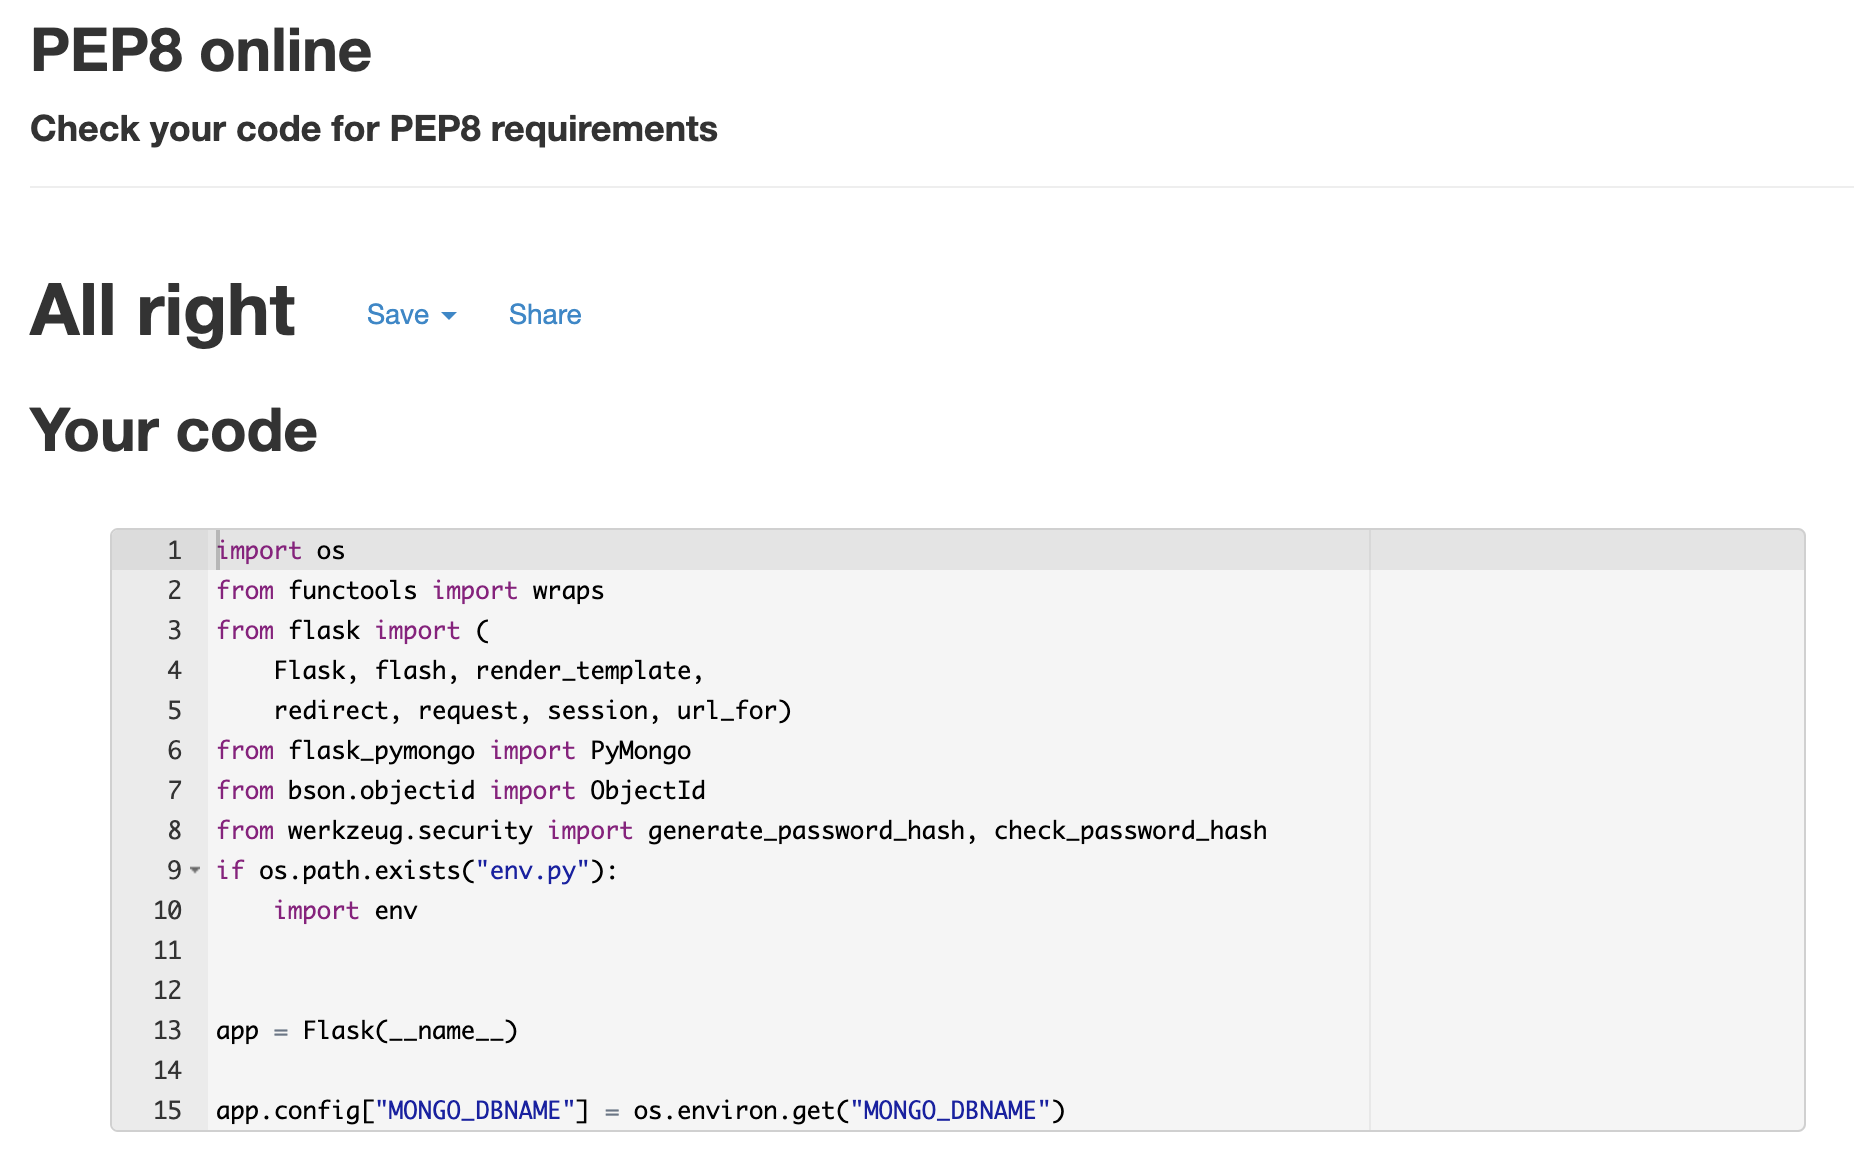 PEP8 online
Check your code for PEP8 requirements
All right Save Share
Your code
1 import os
2 from functools import wraps
3 from flask import (
4     Flask, flash, render_template,
5     redirect, request, session, url_for)
6 from flask_pymongo import PyMongo
7 from bson.objectid import ObjectId
8 from werkzeug.security import generate_password_hash, check_password_hash
9 if os.path.exists("env.py"):
10     import env
11
12
13 app = Flask(__name__)
14
15 app.config["MONGO_DBNAME"] = os.environ.get("MONGO_DBNAME")